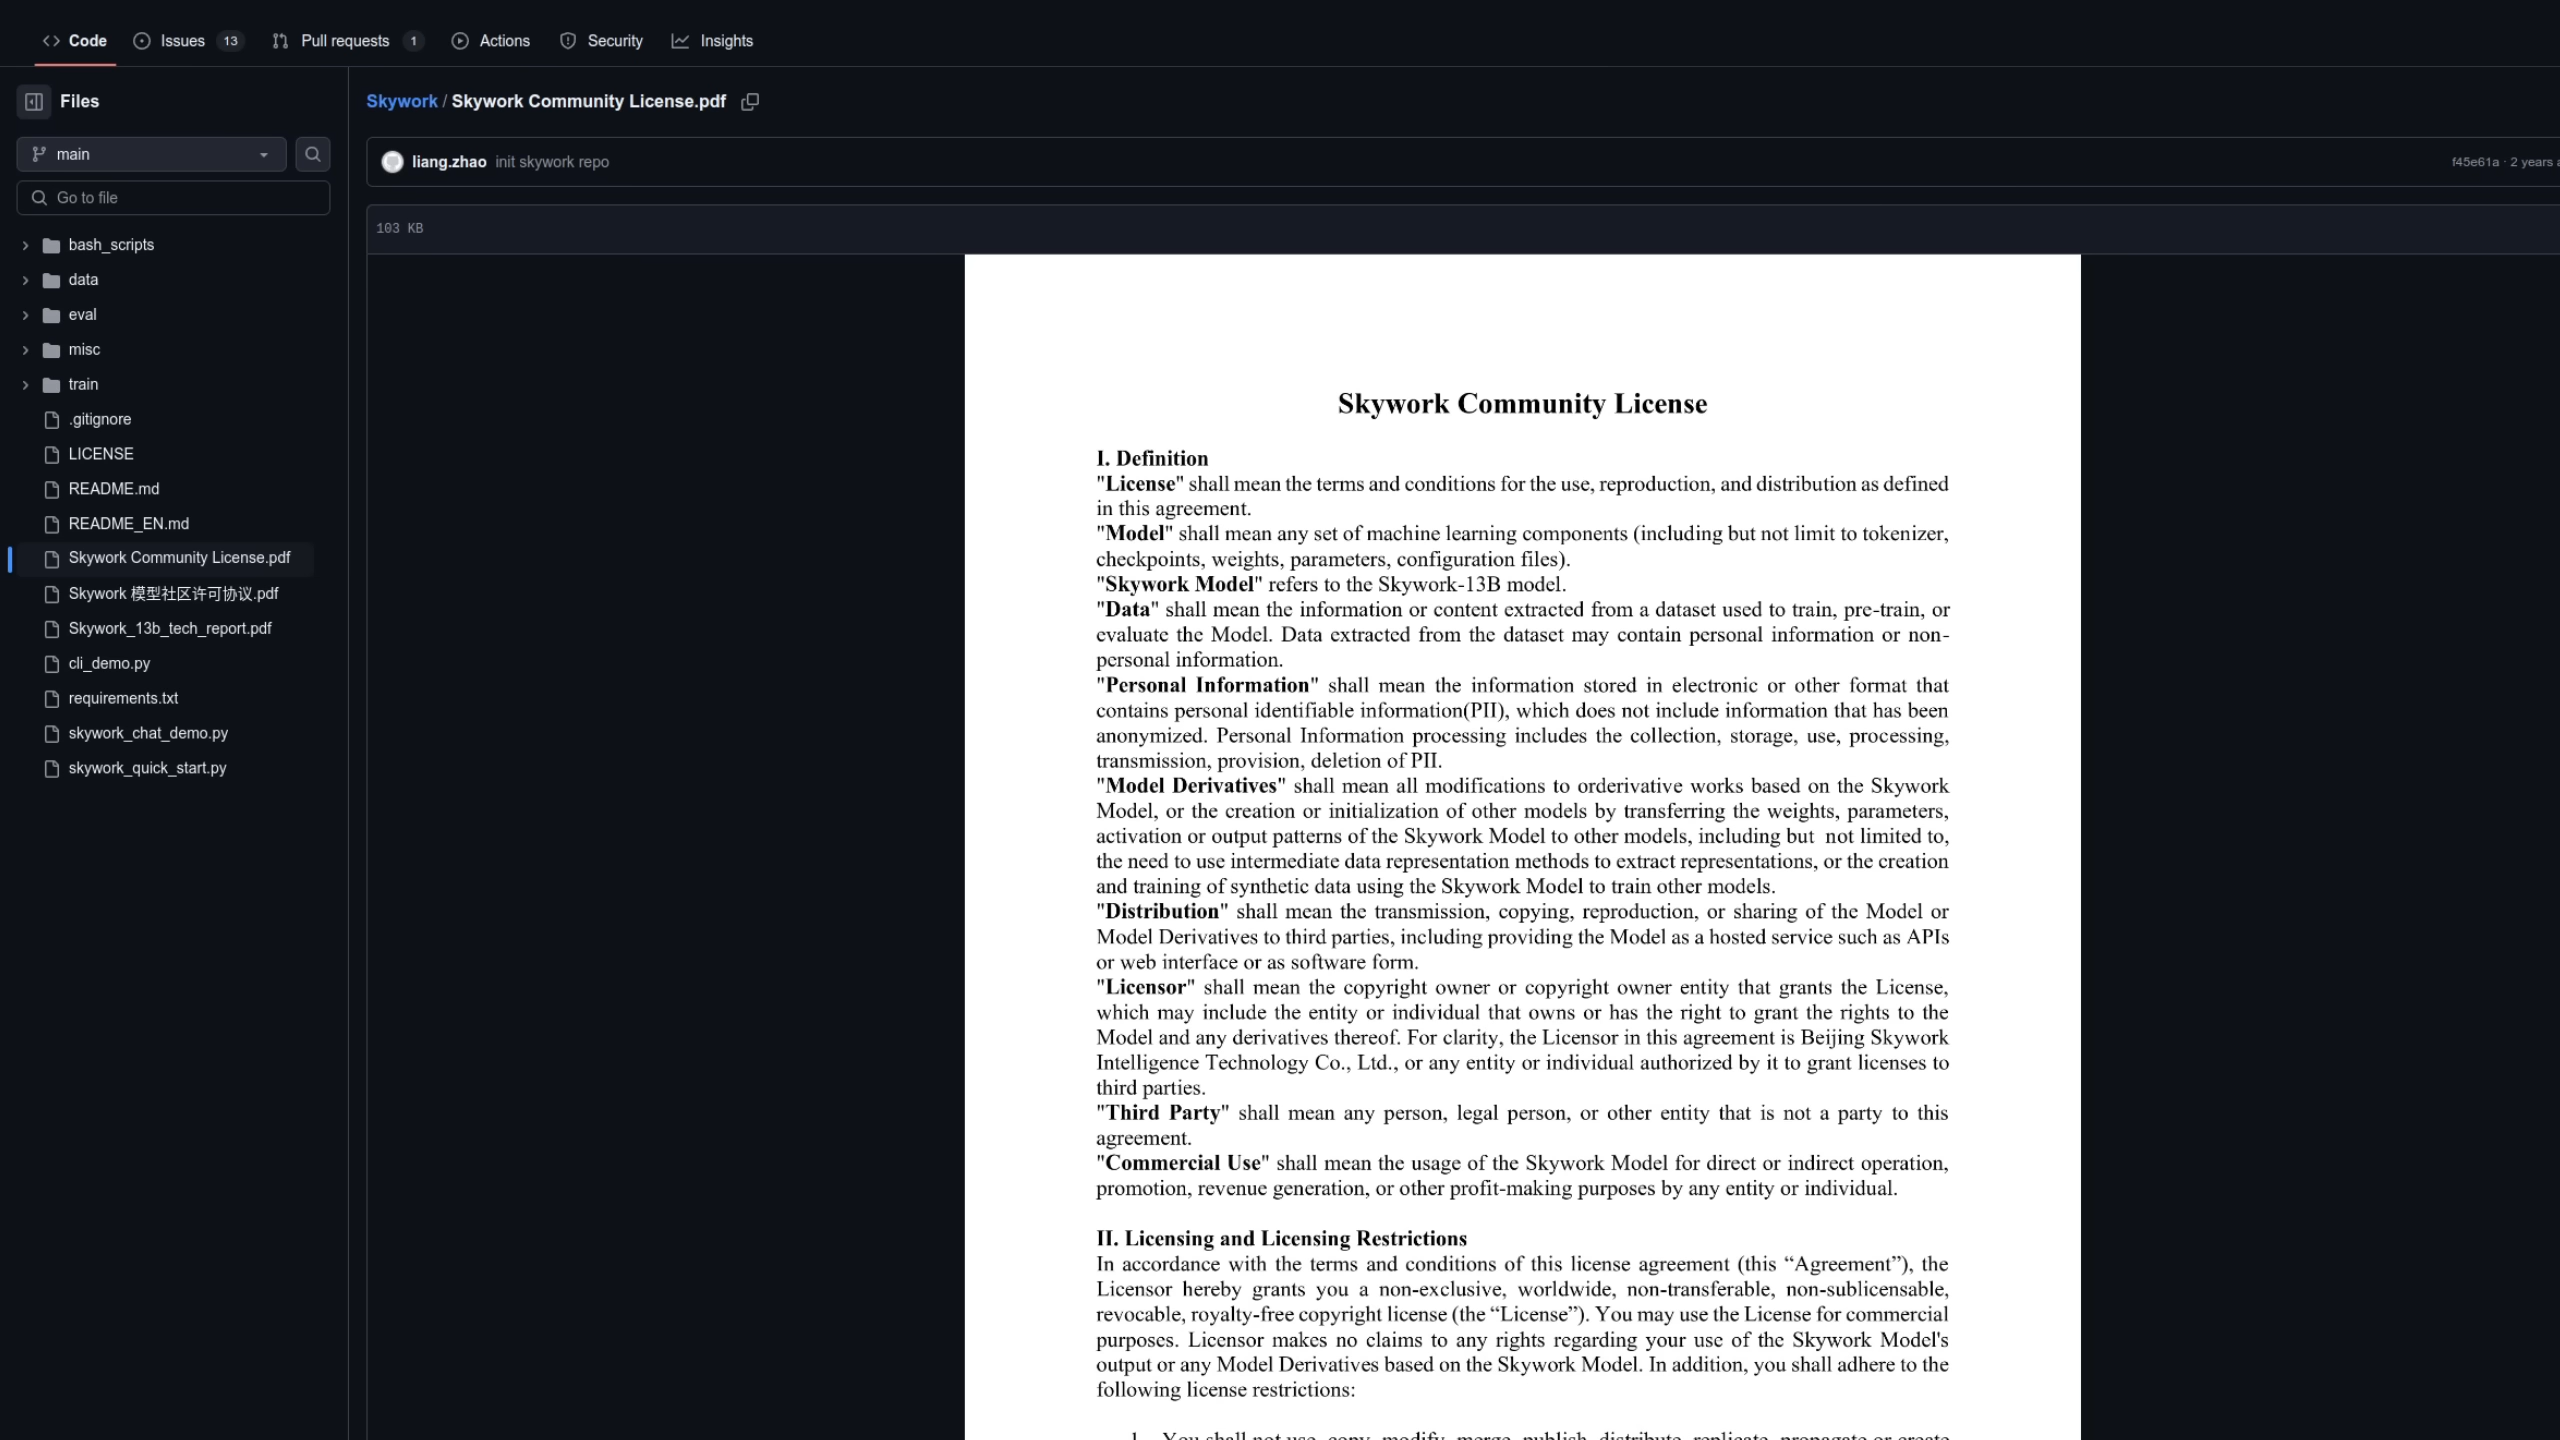 Code
Issues 13
Pull requests 1
Actions
Security
Insights
Files
main
Go to file
bash_scripts
data
eval
misc
train
.gitignore
LICENSE
README.md
README_EN.md
Skywork Community License.pdf
Skywork 模型社区许可协议.pdf
Skywork_13b_tech_report.pdf
cli_demo.py
requirements.txt
skywork_chat_demo.py
skywork_quick_start.py
Skywork / Skywork Community License.pdf
liang.zhao init skywork repo
f45e61a · 2 years a
103 KB
Skywork Community License
I. Definition
"License" shall mean the terms and conditions for the use, reproduction, and distribution as defined
in this agreement.
"Model" shall mean any set of machine learning components (including but not limit to tokenizer,
checkpoints, weights, parameters, configuration files).
"Skywork Model" refers to the Skywork-13B model.
"Data" shall mean the information or content extracted from a dataset used to train, pre-train, or
evaluate the Model. Data extracted from the dataset may contain personal information or non-
personal information.
"Personal Information" shall mean the information stored in electronic or other format that
contains personal identifiable information(PII), which does not include information that has been
anonymized. Personal Information processing includes the collection, storage, use, processing,
transmission, provision, deletion of PII.
"Model Derivatives" shall mean all modifications to orderivative works based on the Skywork
Model, or the creation or initialization of other models by transferring the weights, parameters,
activation or output patterns of the Skywork Model to other models, including but not limited to,
the need to use intermediate data representation methods to extract representations, or the creation
and training of synthetic data using the Skywork Model to train other models.
"Distribution" shall mean the transmission, copying, reproduction, or sharing of the Model or
Model Derivatives to third parties, including providing the Model as a hosted service such as APIs
or web interface or as software form.
"Licensor" shall mean the copyright owner or copyright owner entity that grants the License,
which may include the entity or individual that owns or has the right to grant the rights to the
Model and any derivatives thereof. For clarity, the Licensor in this agreement is Beijing Skywork
Intelligence Technology Co., Ltd., or any entity or individual authorized by it to grant licenses to
third parties.
"Third Party" shall mean any person, legal person, or other entity that is not a party to this
agreement.
"Commercial Use" shall mean the usage of the Skywork Model for direct or indirect operation,
promotion, revenue generation, or other profit-making purposes by any entity or individual.
II. Licensing and Licensing Restrictions
In accordance with the terms and conditions of this license agreement (this “Agreement”), the
Licensor hereby grants you a non-exclusive, worldwide, non-transferable, non-sublicensable,
revocable, royalty-free copyright license (the “License”). You may use the License for commercial
purposes. Licensor makes no claims to any rights regarding your use of the Skywork Model's
output or any Model Derivatives based on the Skywork Model. In addition, you shall adhere to the
following license restrictions:
1. You shall not use, copy, modify, merge, publish, distribute, replicate, propagate or create